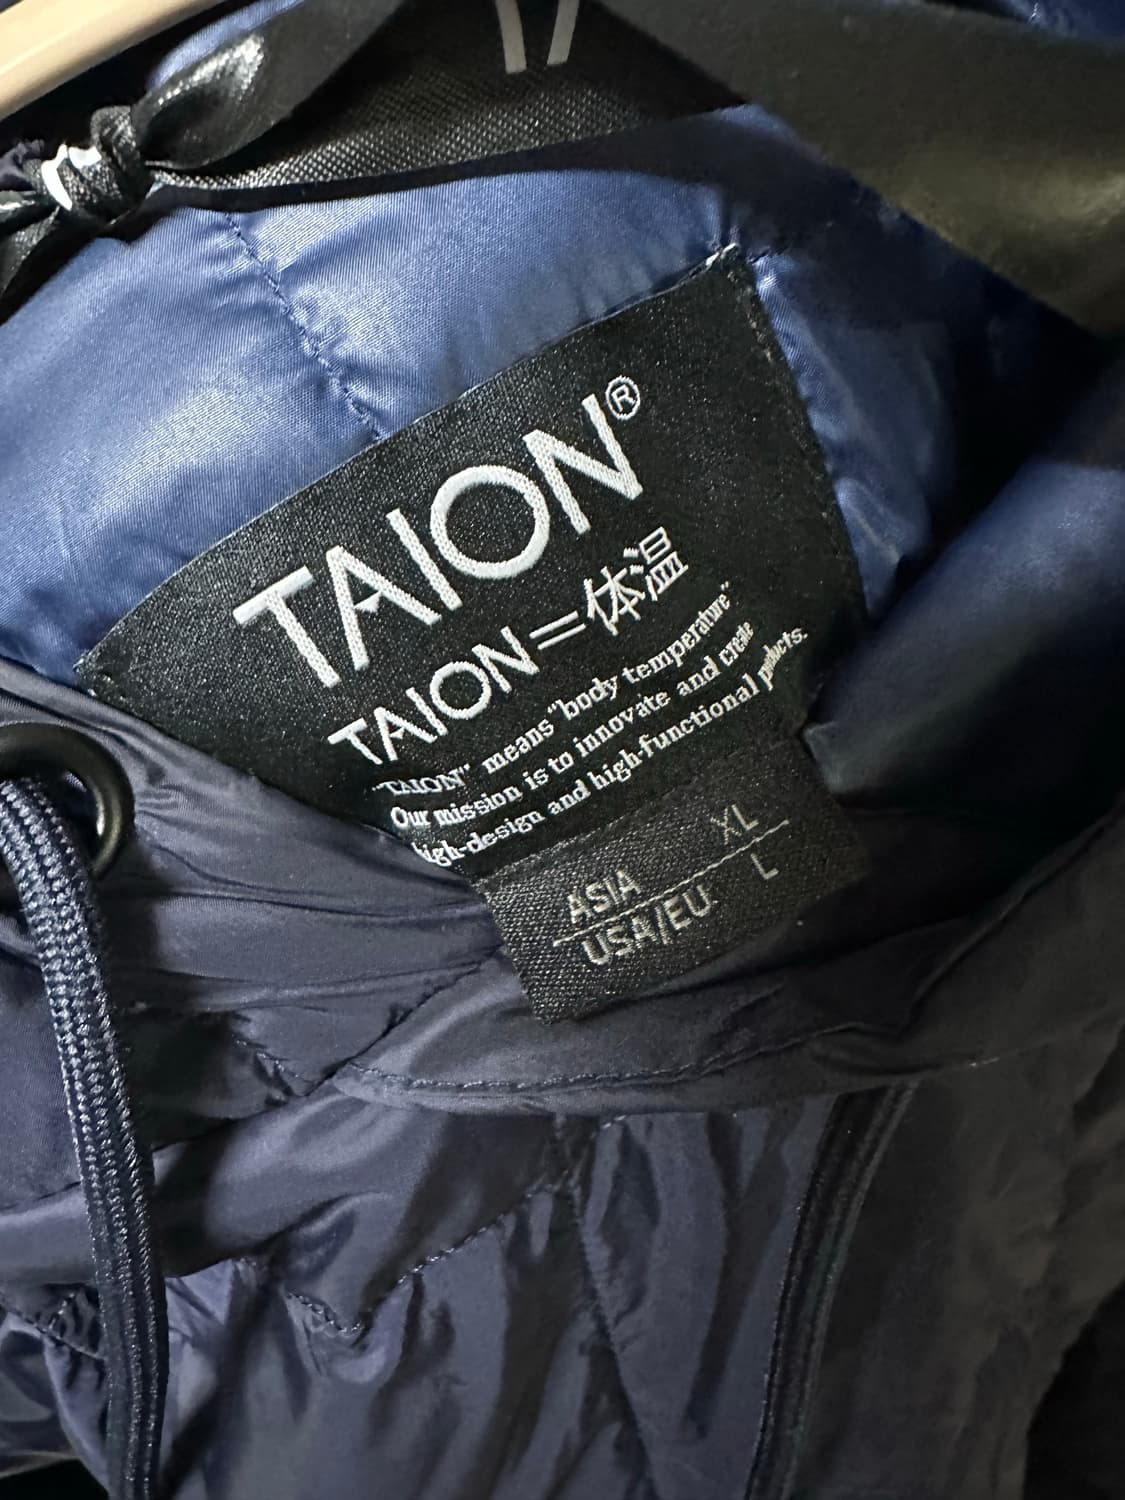 TAION®
TAION=体温
"TAION" means "body temperature"
Our mission is to innovate and create
high-design and high-functional products.
ASIA XL
USA/EU L